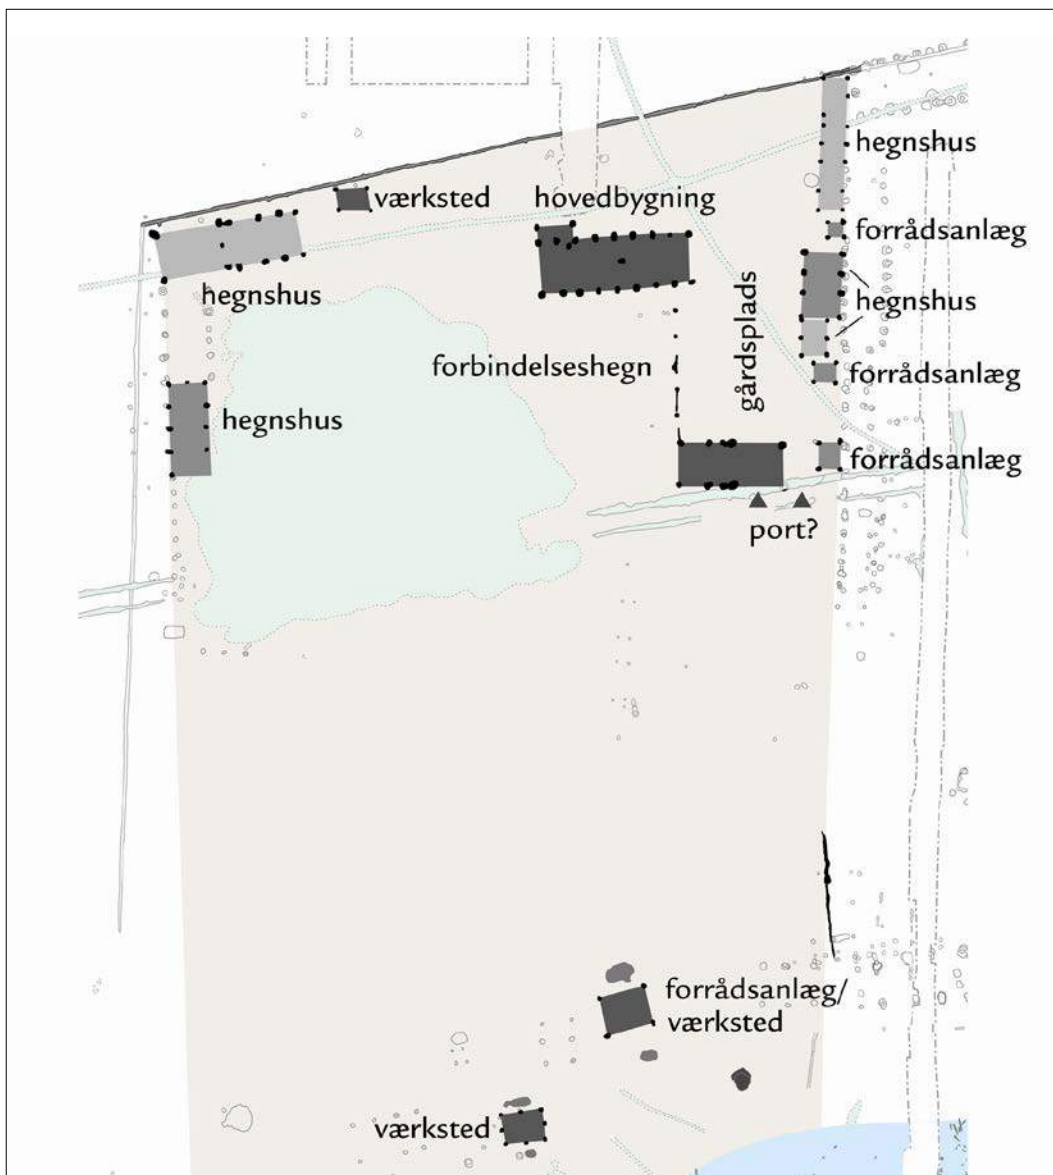 hegnshus
værksted
hovedbygning
forrådsanlæg
hegnshus
hegnshus
gårdsplads
forbindelseshegn
forrådsanlæg
hegnshus
forrådsanlæg
port?
forrådsanlæg/
værksted
værksted